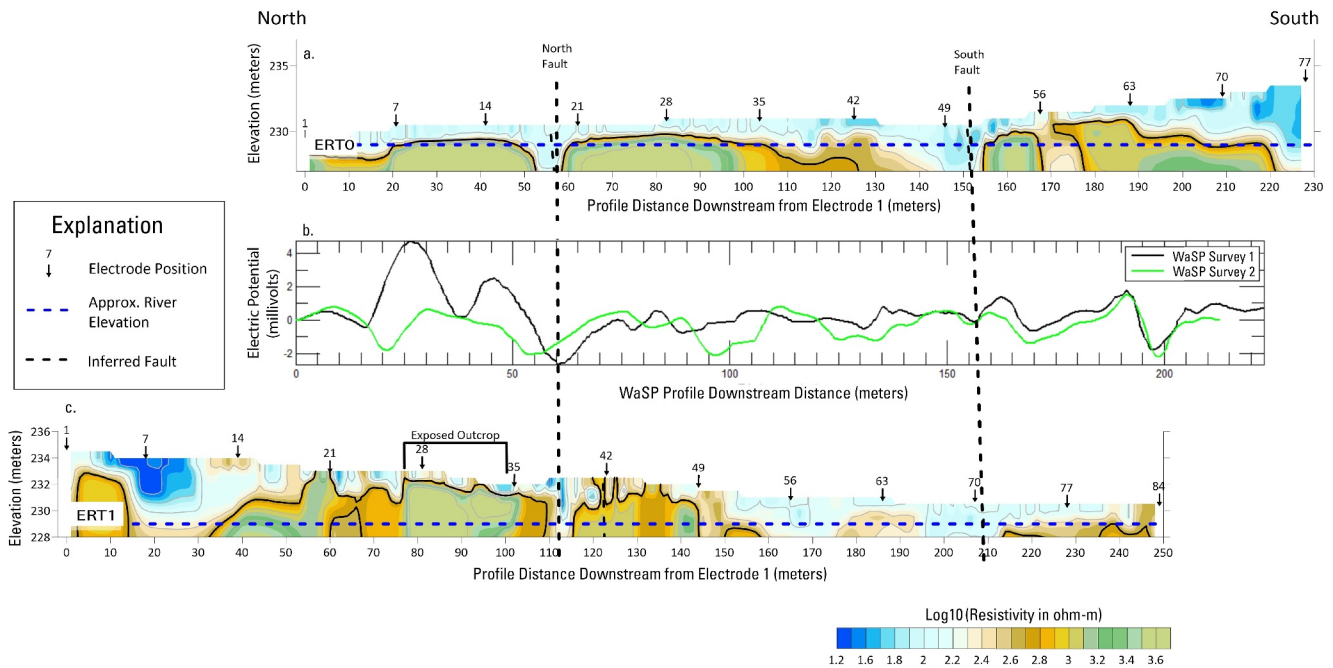 North
South
a.
North
Fault
South
Fault
Elevation (meters)
235
230
1
7
14
21
28
35
42
49
56
63
70
77
ERT0
0 10 20 30 40 50 60 70 80 90 100 110 120 130 140 150 160 170 180 190 200 210 220 230
Profile Distance Downstream from Electrode 1 (meters)
Explanation
7
Electrode Position
Approx. River
Elevation
Inferred Fault
b.
Electric Potential
(millivolts)
4
2
0
-2
WaSP Survey 1
WaSP Survey 2
0 50 100 150 200
WaSP Profile Downstream Distance (meters)
c.
Elevation (meters)
236
234
232
230
228
1
7
14
21
Exposed Outcrop
28
35
42
49
56
63
70
77
84
ERT1
0 10 20 30 40 50 60 70 80 90 100 110 120 130 140 150 160 170 180 190 200 210 220 230 240 250
Profile Distance Downstream from Electrode 1 (meters)
Log10 (Resistivity in ohm-m)
1.2 1.6 1.8 2 2.4 2.6 2.8 3 3.2 3.4 3.6